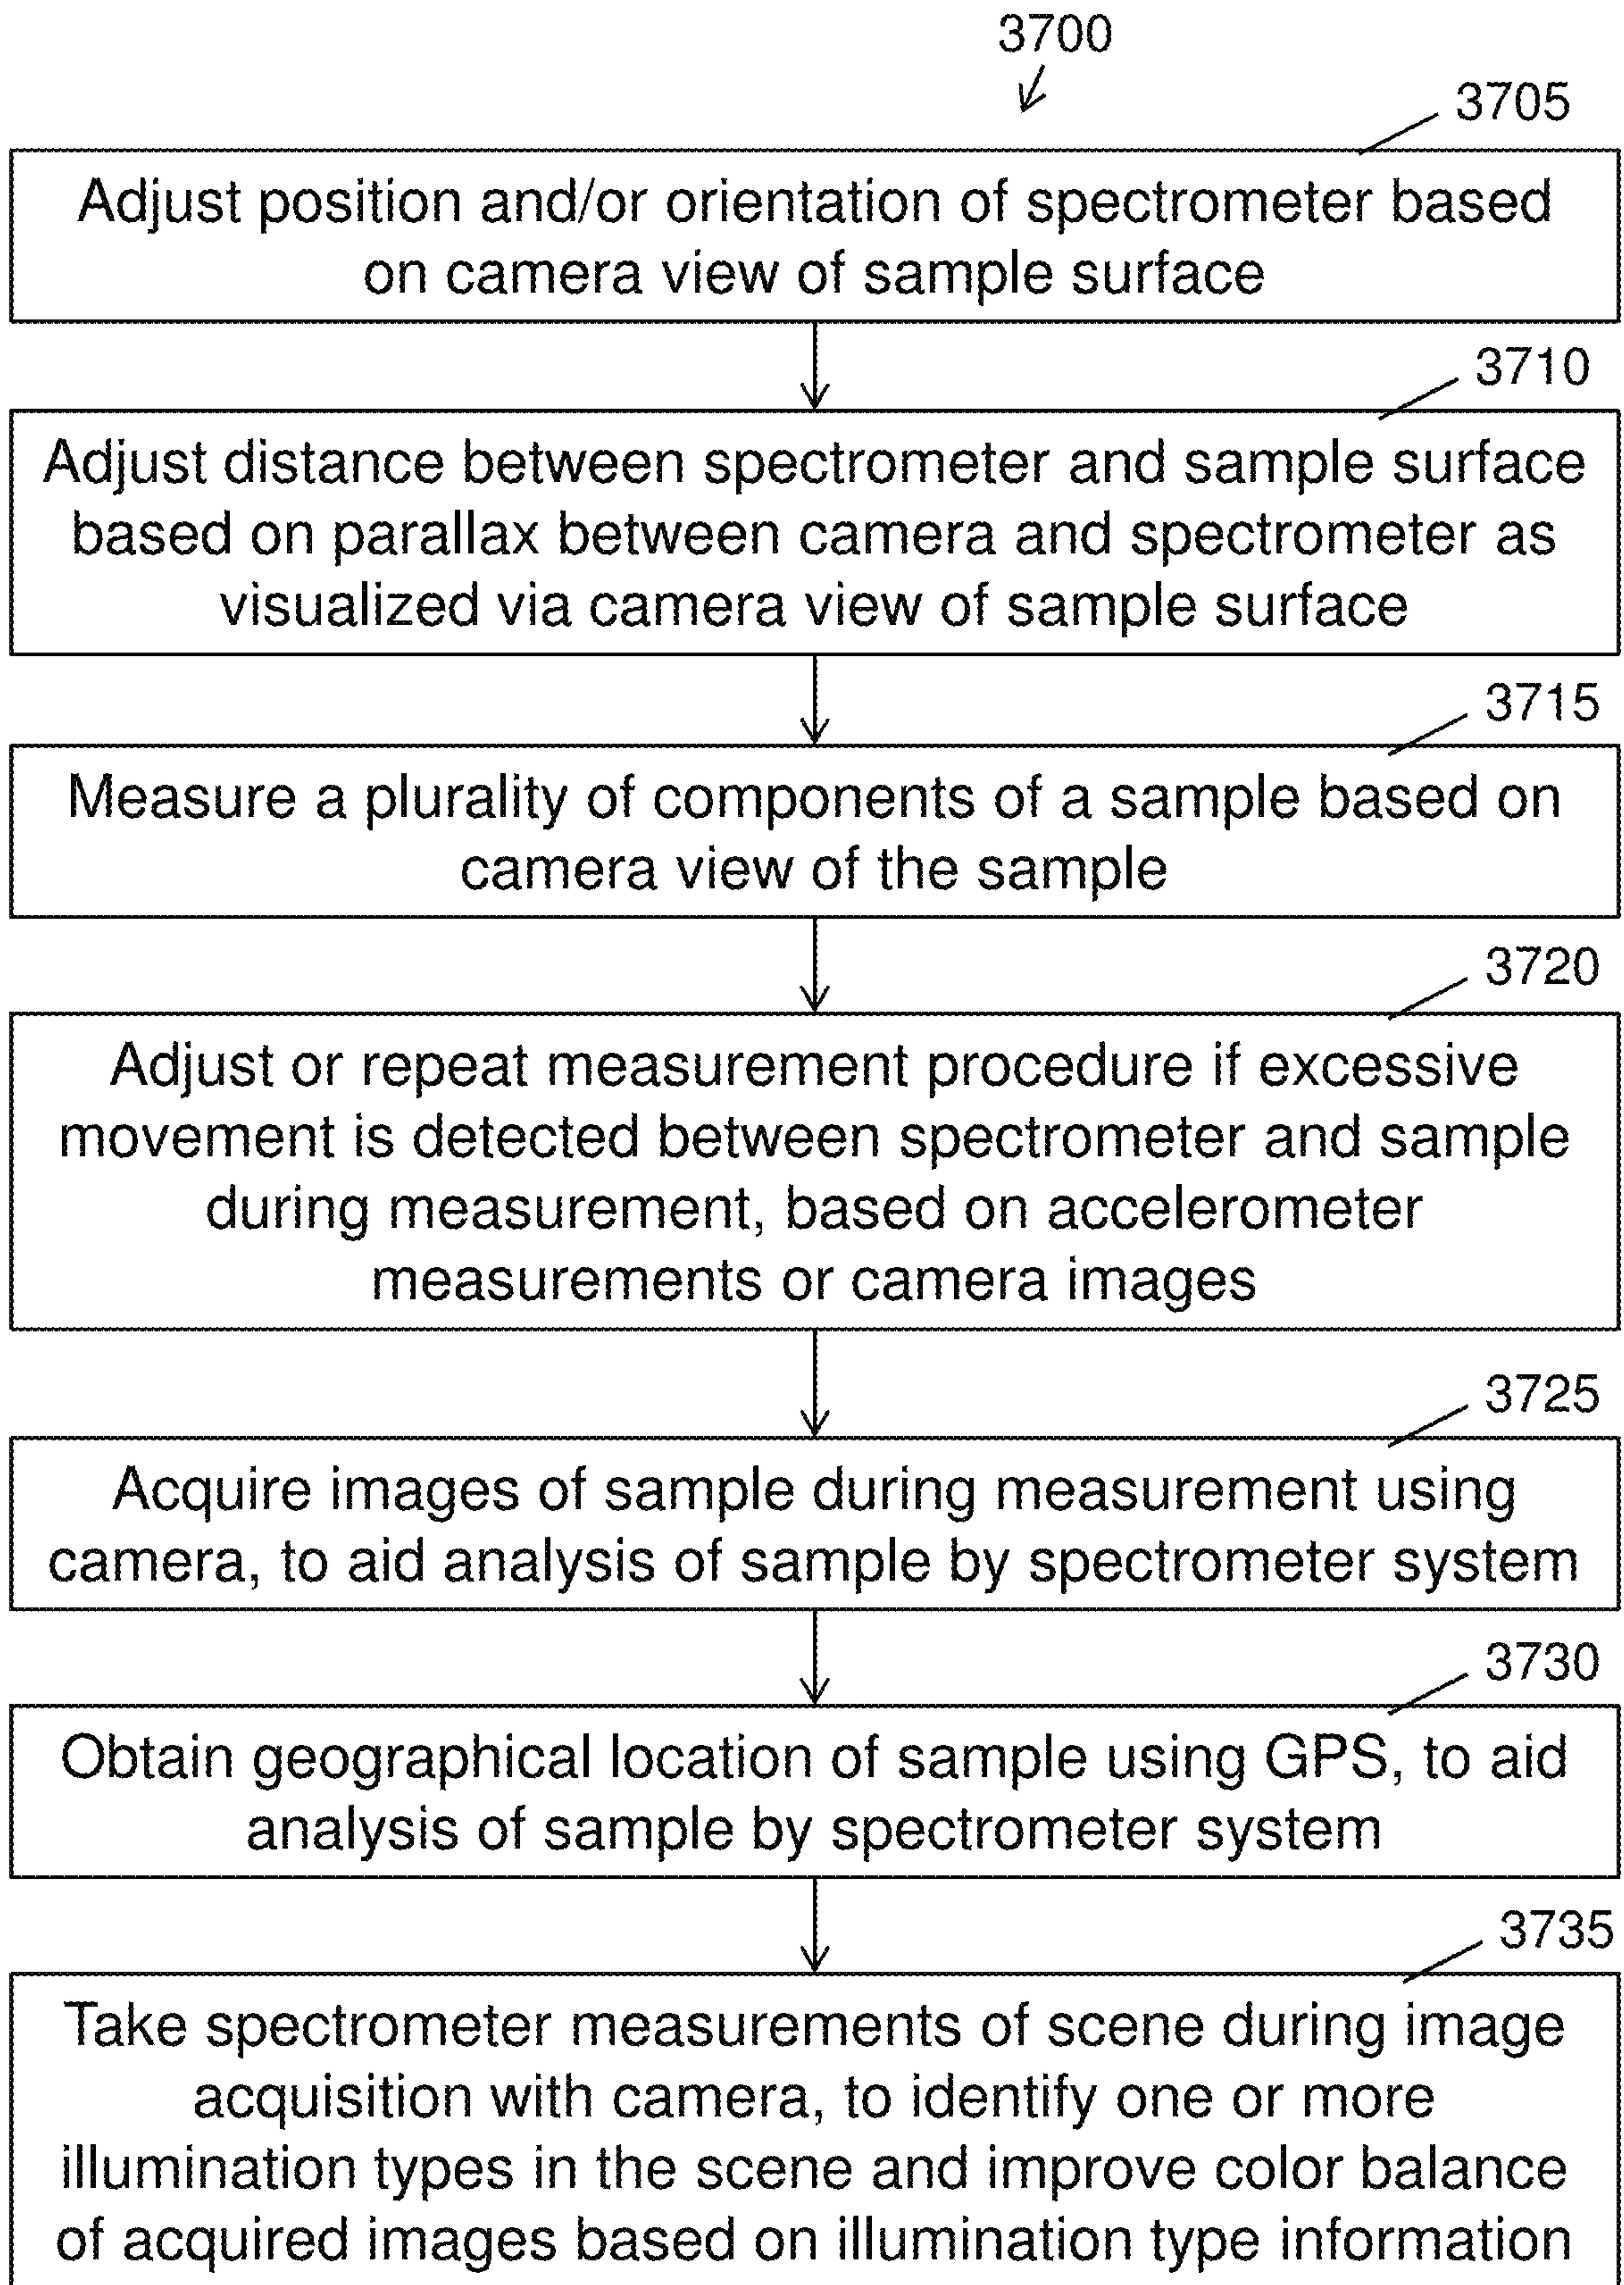 3700
3705
Adjust position and/or orientation of spectrometer based
on camera view of sample surface
3710
Adjust distance between spectrometer and sample surface
based on parallax between camera and spectrometer as
visualized via camera view of sample surface
3715
Measure a plurality of components of a sample based on
camera view of the sample
3720
Adjust or repeat measurement procedure if excessive
movement is detected between spectrometer and sample
during measurement, based on accelerometer
measurements or camera images
3725
Acquire images of sample during measurement using
camera, to aid analysis of sample by spectrometer system
3730
Obtain geographical location of sample using GPS, to aid
analysis of sample by spectrometer system
3735
Take spectrometer measurements of scene during image
acquisition with camera, to identify one or more
illumination types in the scene and improve color balance
of acquired images based on illumination type information